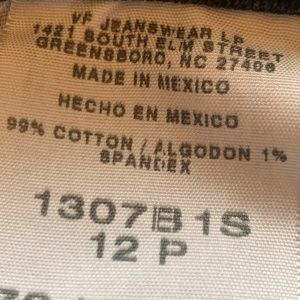 VF JEANSWEAR LP
1421 SOUTH ELM STREET
GREENSBORO, NC 27406
MADE IN MEXICO
HECHO EN MEXICO
99% COTTON / ALGODON 1%
SPANDEX
1307B1S
12 P